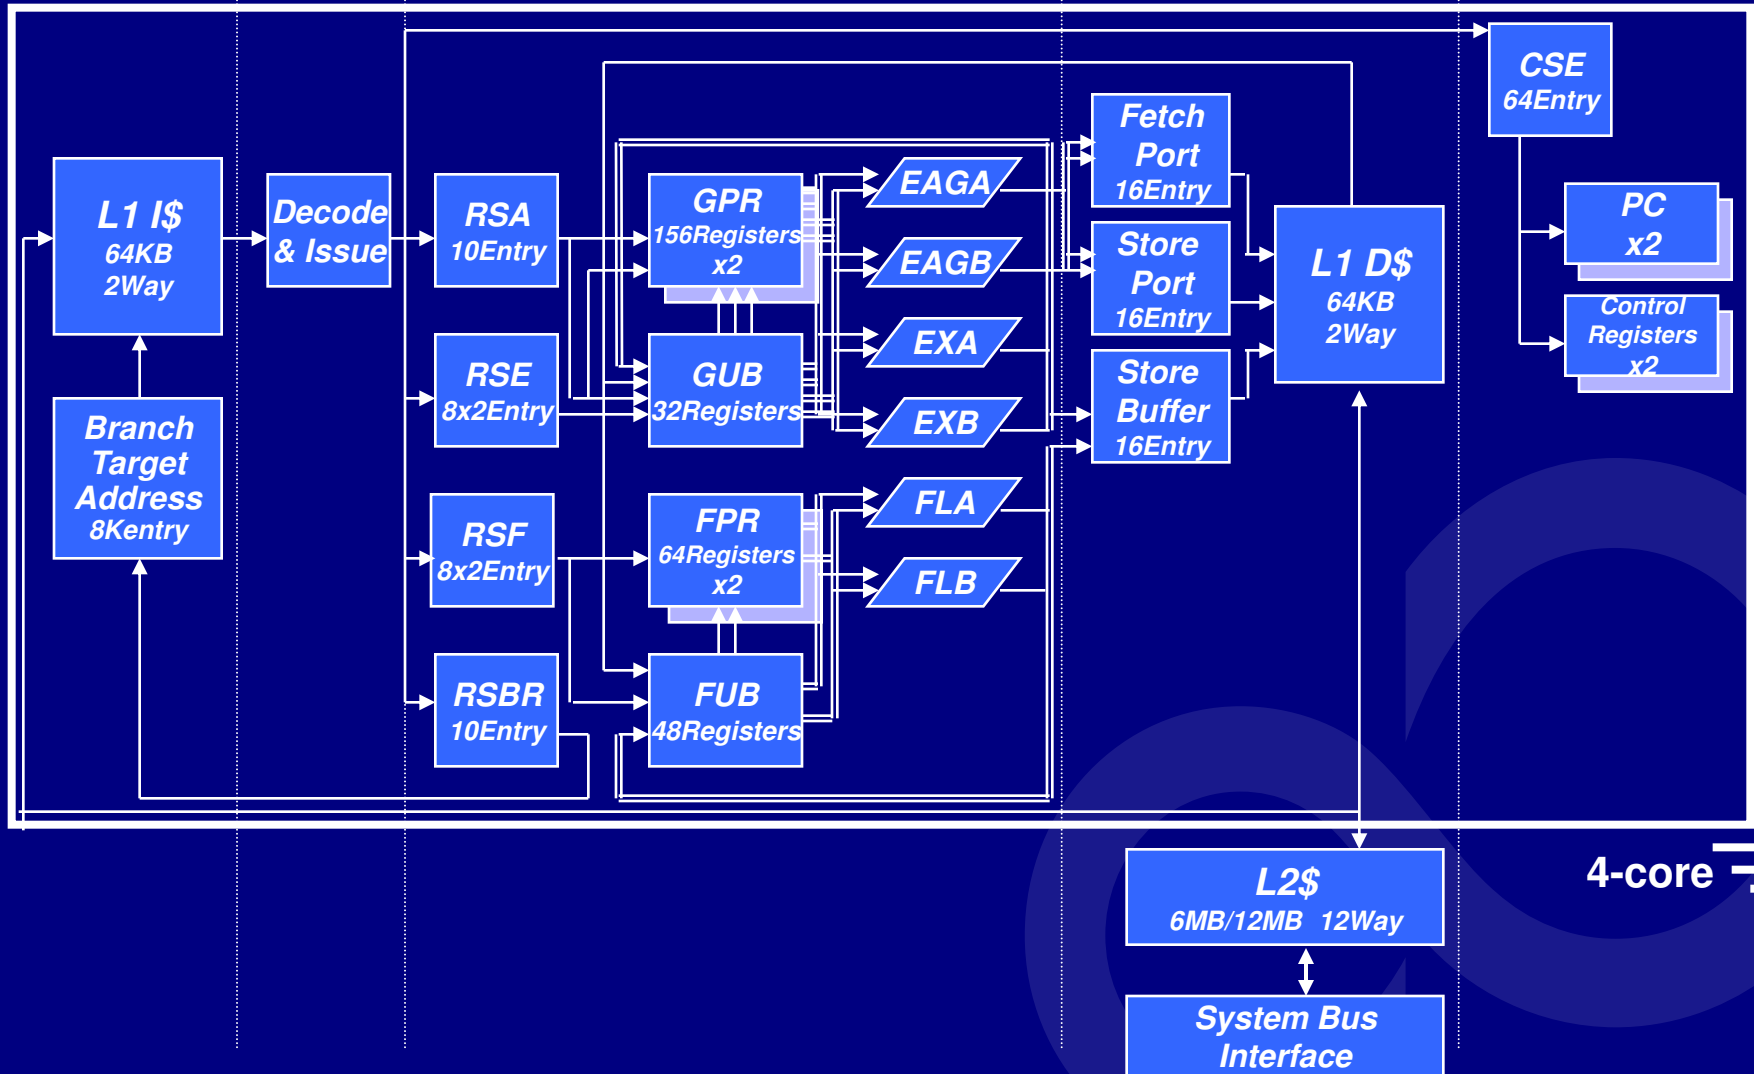 L1 I$
64KB
2Way
Branch
Target
Address
8Kentry
Decode
& Issue
RSA
10Entry
RSE
8x2Entry
RSF
8x2Entry
RSBR
10Entry
GPR
156Registers
x2
GUB
32Registers
FPR
64Registers
x2
FUB
48Registers
EAGA
EAGB
EXA
EXB
FLA
FLB
Fetch
Port
16Entry
Store
Port
16Entry
Store
Buffer
16Entry
L1 D$
64KB
2Way
CSE
64Entry
PC
x2
Control
Registers
x2
4-core
L2$
6MB/12MB 12Way
System Bus
Interface